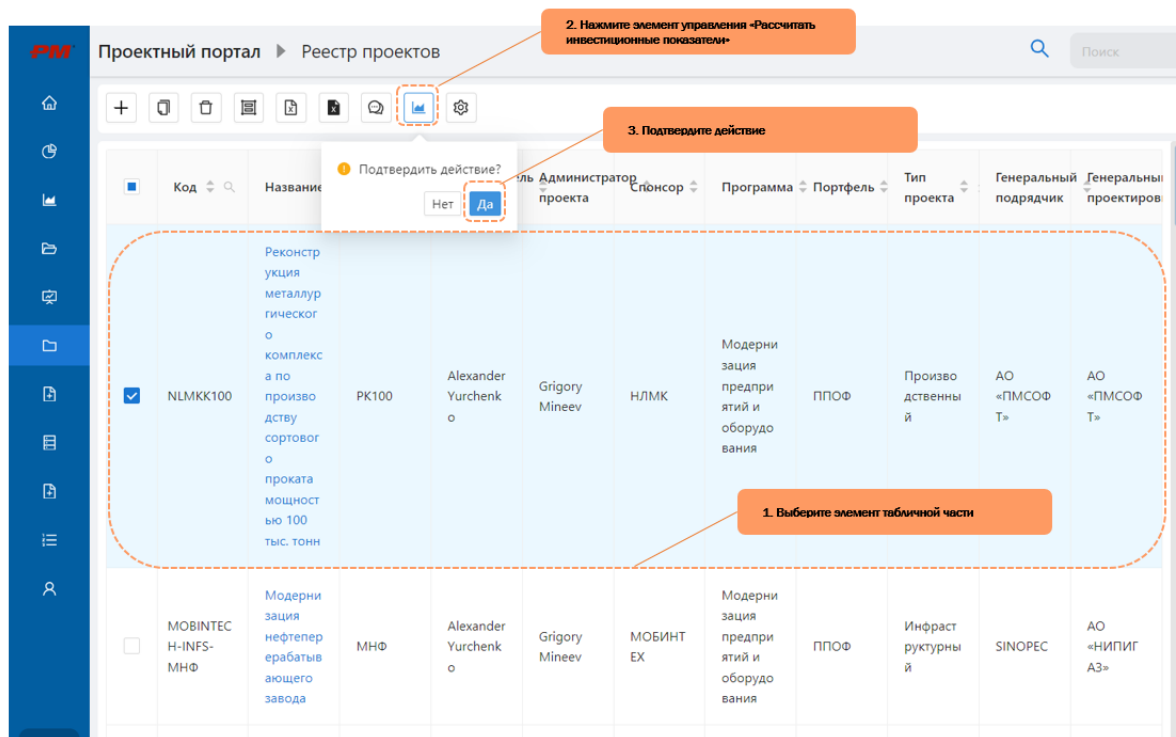 2. Нажмите элемент управления «Рассчитать
инвестиционные показатели»
PM
Проектный портал ▶ Реестр проектов
Поиск
3. Подтвердите действие
Подтвердить действие?
Нет Да
Код
Название
Администратор
проекта
Спонсор
Программа
Портфель
Тип
проекта
Генеральный
подрядчик
Генеральны
проектиров
NLMKK100
Реконстр
укция
металлур
гическог
о
комплекс
а по
произво
дству
сортовог
о
проката
мощност
ью 100
тыс. тонн
РК100
Alexander
Yurchenk
o
Grigory
Mineev
НЛМК
Модерни
зация
предпри
ятий и
оборудо
вания
ППОФ
Произво
дственны
й
АО
«ПМСОФ
Т»
АО
«ПМСОФ
Т»
1. Выберите элемент табличной части
MOBINTEC
H-INFS-
МНФ
Модерни
зация
нефтепер
ерабатыв
ающего
завода
МНФ
Alexander
Yurchenk
o
Grigory
Mineev
МОБИНТ
ЕХ
Модерни
зация
предпри
ятий и
оборудо
вания
ППОФ
Инфраст
руктурны
й
SINOPEC
АО
«НИПИГ
АЗ»